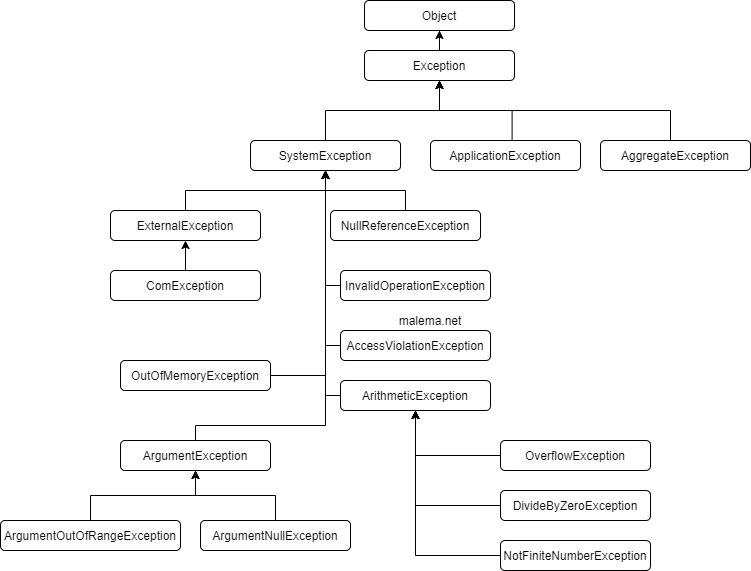 Object
Exception
SystemException
ApplicationException
AggregateException
ExternalException
NullReferenceException
ComException
InvalidOperationException
malema.net
AccessViolationException
OutOfMemoryException
ArithmeticException
ArgumentException
OverflowException
DivideByZeroException
ArgumentOutOfRangeException
ArgumentNullException
NotFiniteNumberException